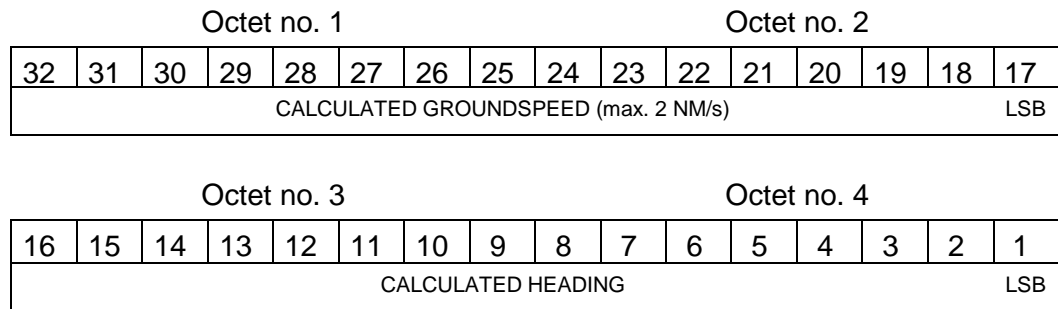 Octet no. 1 Octet no. 2
32 31 30 29 28 27 26 25 24 23 22 21 20 19 18 17
CALCULATED GROUNDSPEED (max. 2 NM/s) LSB
Octet no. 3 Octet no. 4
16 15 14 13 12 11 10 9 8 7 6 5 4 3 2 1
CALCULATED HEADING LSB